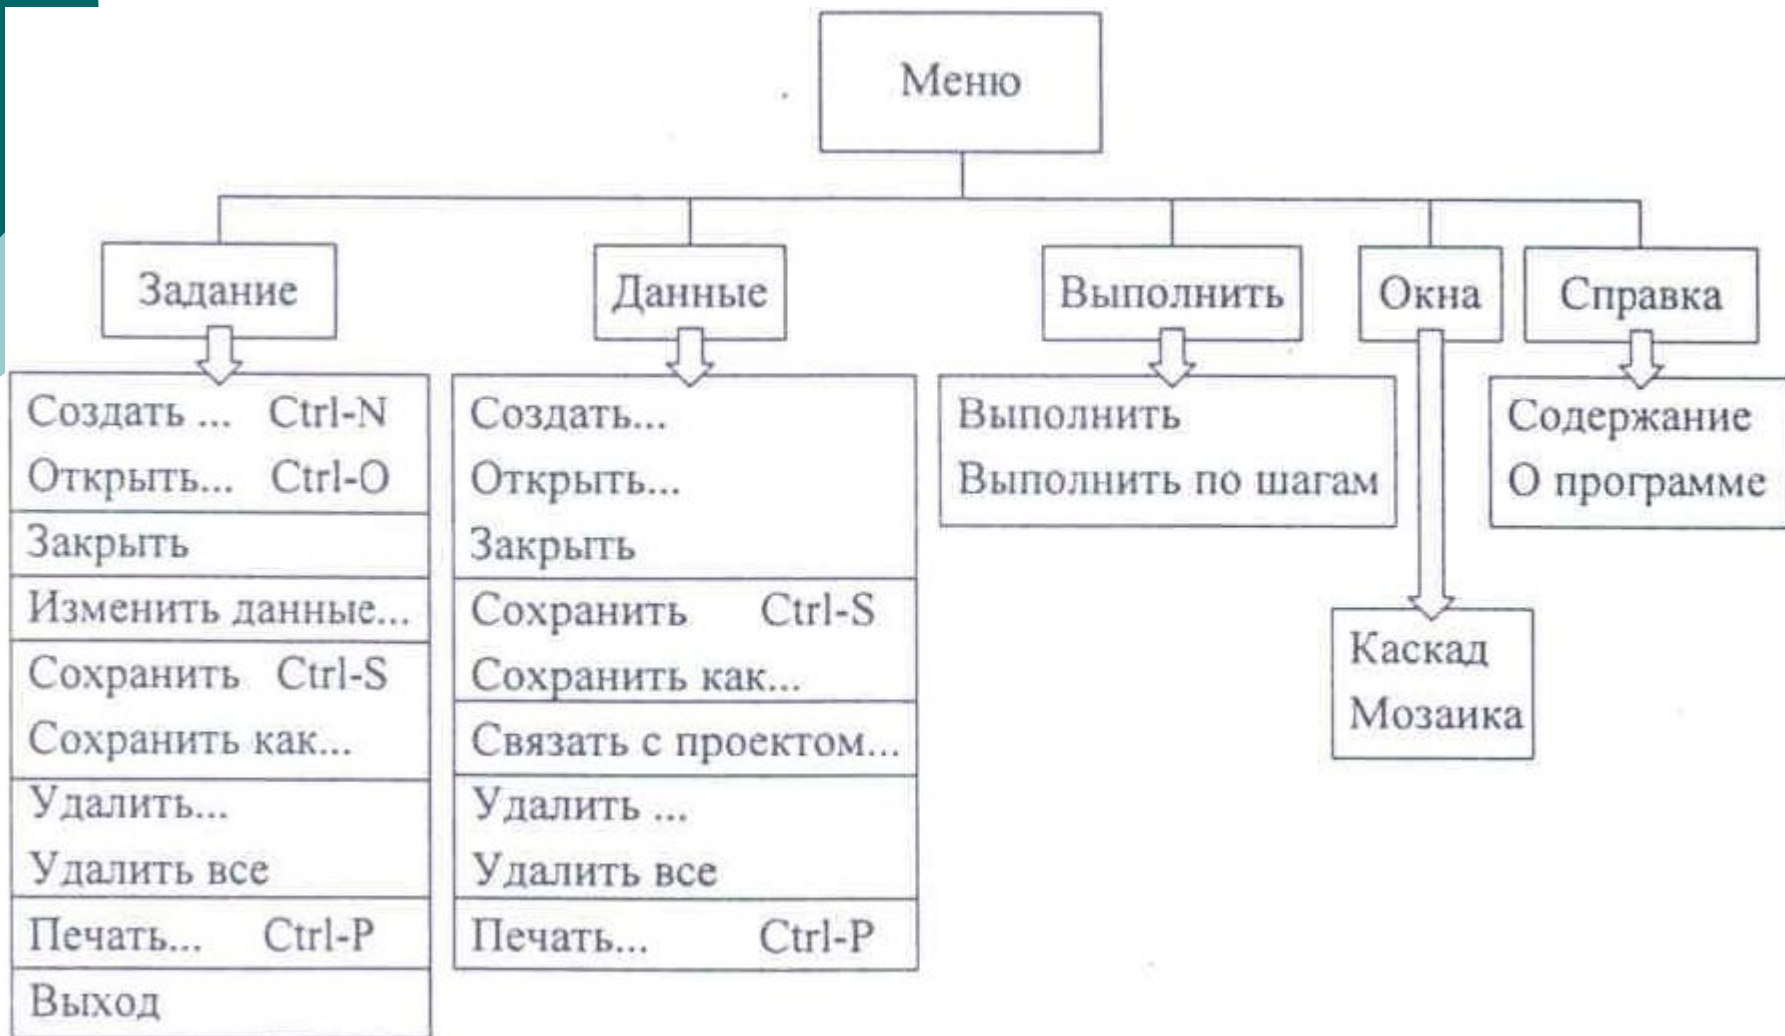 Меню
Задание
Данные
Выполнить
Окна
Справка
Создать ... Ctrl-N
Открыть... Ctrl-O
Закрыть
Изменить данные...
Сохранить Ctrl-S
Сохранить как...
Удалить...
Удалить все
Печать... Ctrl-P
Выход
Создать...
Открыть...
Закрыть
Сохранить Ctrl-S
Сохранить как...
Связать с проектом...
Удалить ...
Удалить все
Печать... Ctrl-P
Выполнить
Выполнить по шагам
Каскад
Мозаика
Содержание
О программе